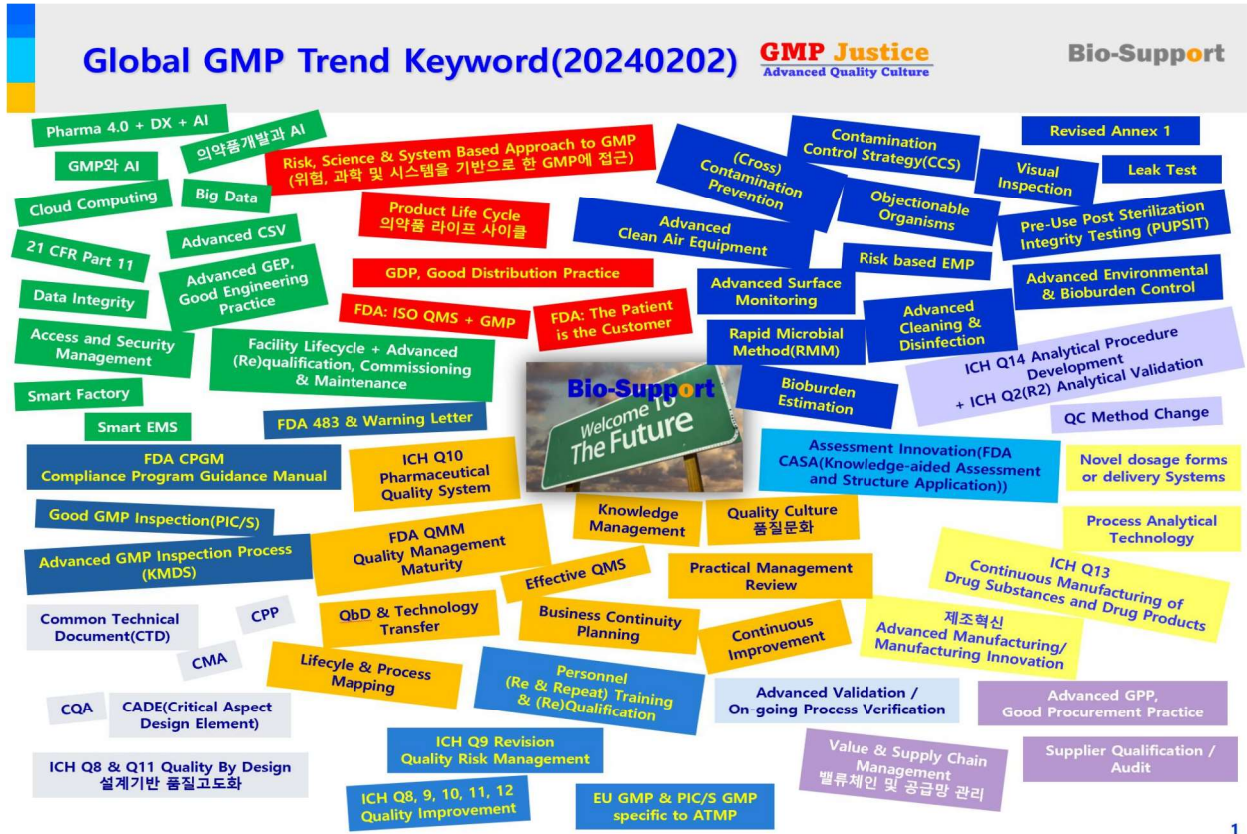 Global GMP Trend Keyword(20240202)
GMP Justice
Advanced Quality Culture
Bio-Support
Pharma 4.0 + DX + AI
의약품개발과 AI
GMP와 AI
Cloud Computing
Big Data
21 CFR Part 11
Advanced CSV
Data Integrity
Advanced GEP,
Good Engineering
Practice
Access and Security
Management
Facility Lifecycle + Advanced
(Re)qualification, Commissioning
& Maintenance
Smart Factory
Smart EMS
Risk, Science & System Based Approach to GMP
(위험, 과학 및 시스템을 기반으로 한 GMP에 접근)
Product Life Cycle
의약품 라이프 사이클
GDP, Good Distribution Practice
FDA: ISO QMS + GMP
FDA: The Patient
is the Customer
(Cross)
Contamination
Prevention
Contamination
Control Strategy(CCS)
Revised Annex 1
Visual
Inspection
Leak Test
Objectionable
Organisms
Pre-Use Post Sterilization
Integrity Testing (PUPSIT)
Advanced
Clean Air Equipment
Risk based EMP
Advanced Surface
Monitoring
Advanced Environmental
& Bioburden Control
Advanced
Cleaning &
Disinfection
Rapid Microbial
Method(RMM)
Bioburden
Estimation
ICH Q14 Analytical Procedure
Development
+ ICH Q2(R2) Analytical Validation
QC Method Change
Bio-Support
Welcome To
The Future
FDA 483 & Warning Letter
FDA CPGM
Compliance Program Guidance Manual
Good GMP Inspection(PIC/S)
Advanced GMP Inspection Process
(KMDS)
ICH Q10
Pharmaceutical
Quality System
FDA QMM
Quality Management
Maturity
Knowledge
Management
Quality Culture
품질문화
Effective QMS
Practical Management
Review
QbD & Technology
Transfer
Business Continuity
Planning
Continuous
Improvement
Lifecyle & Process
Mapping
Assessment Innovation(FDA
CASA(Knowledge-aided Assessment
and Structure Application))
Novel dosage forms
or delivery Systems
Process Analytical
Technology
ICH Q13
Continuous Manufacturing of
Drug Substances and Drug Products
제조혁신
Advanced Manufacturing/
Manufacturing Innovation
Common Technical
Document(CTD)
CPP
CMA
CQA
CADE(Critical Aspect
Design Element)
ICH Q8 & Q11 Quality By Design
설계기반 품질고도화
Personnel
(Re & Repeat) Training
& (Re)Qualification
Advanced Validation /
On-going Process Verification
Advanced GPP,
Good Procurement Practice
ICH Q9 Revision
Quality Risk Management
Value & Supply Chain
Management
밸류체인 및 공급망 관리
Supplier Qualification /
Audit
ICH Q8, 9, 10, 11, 12
Quality Improvement
EU GMP & PIC/S GMP
specific to ATMP
1